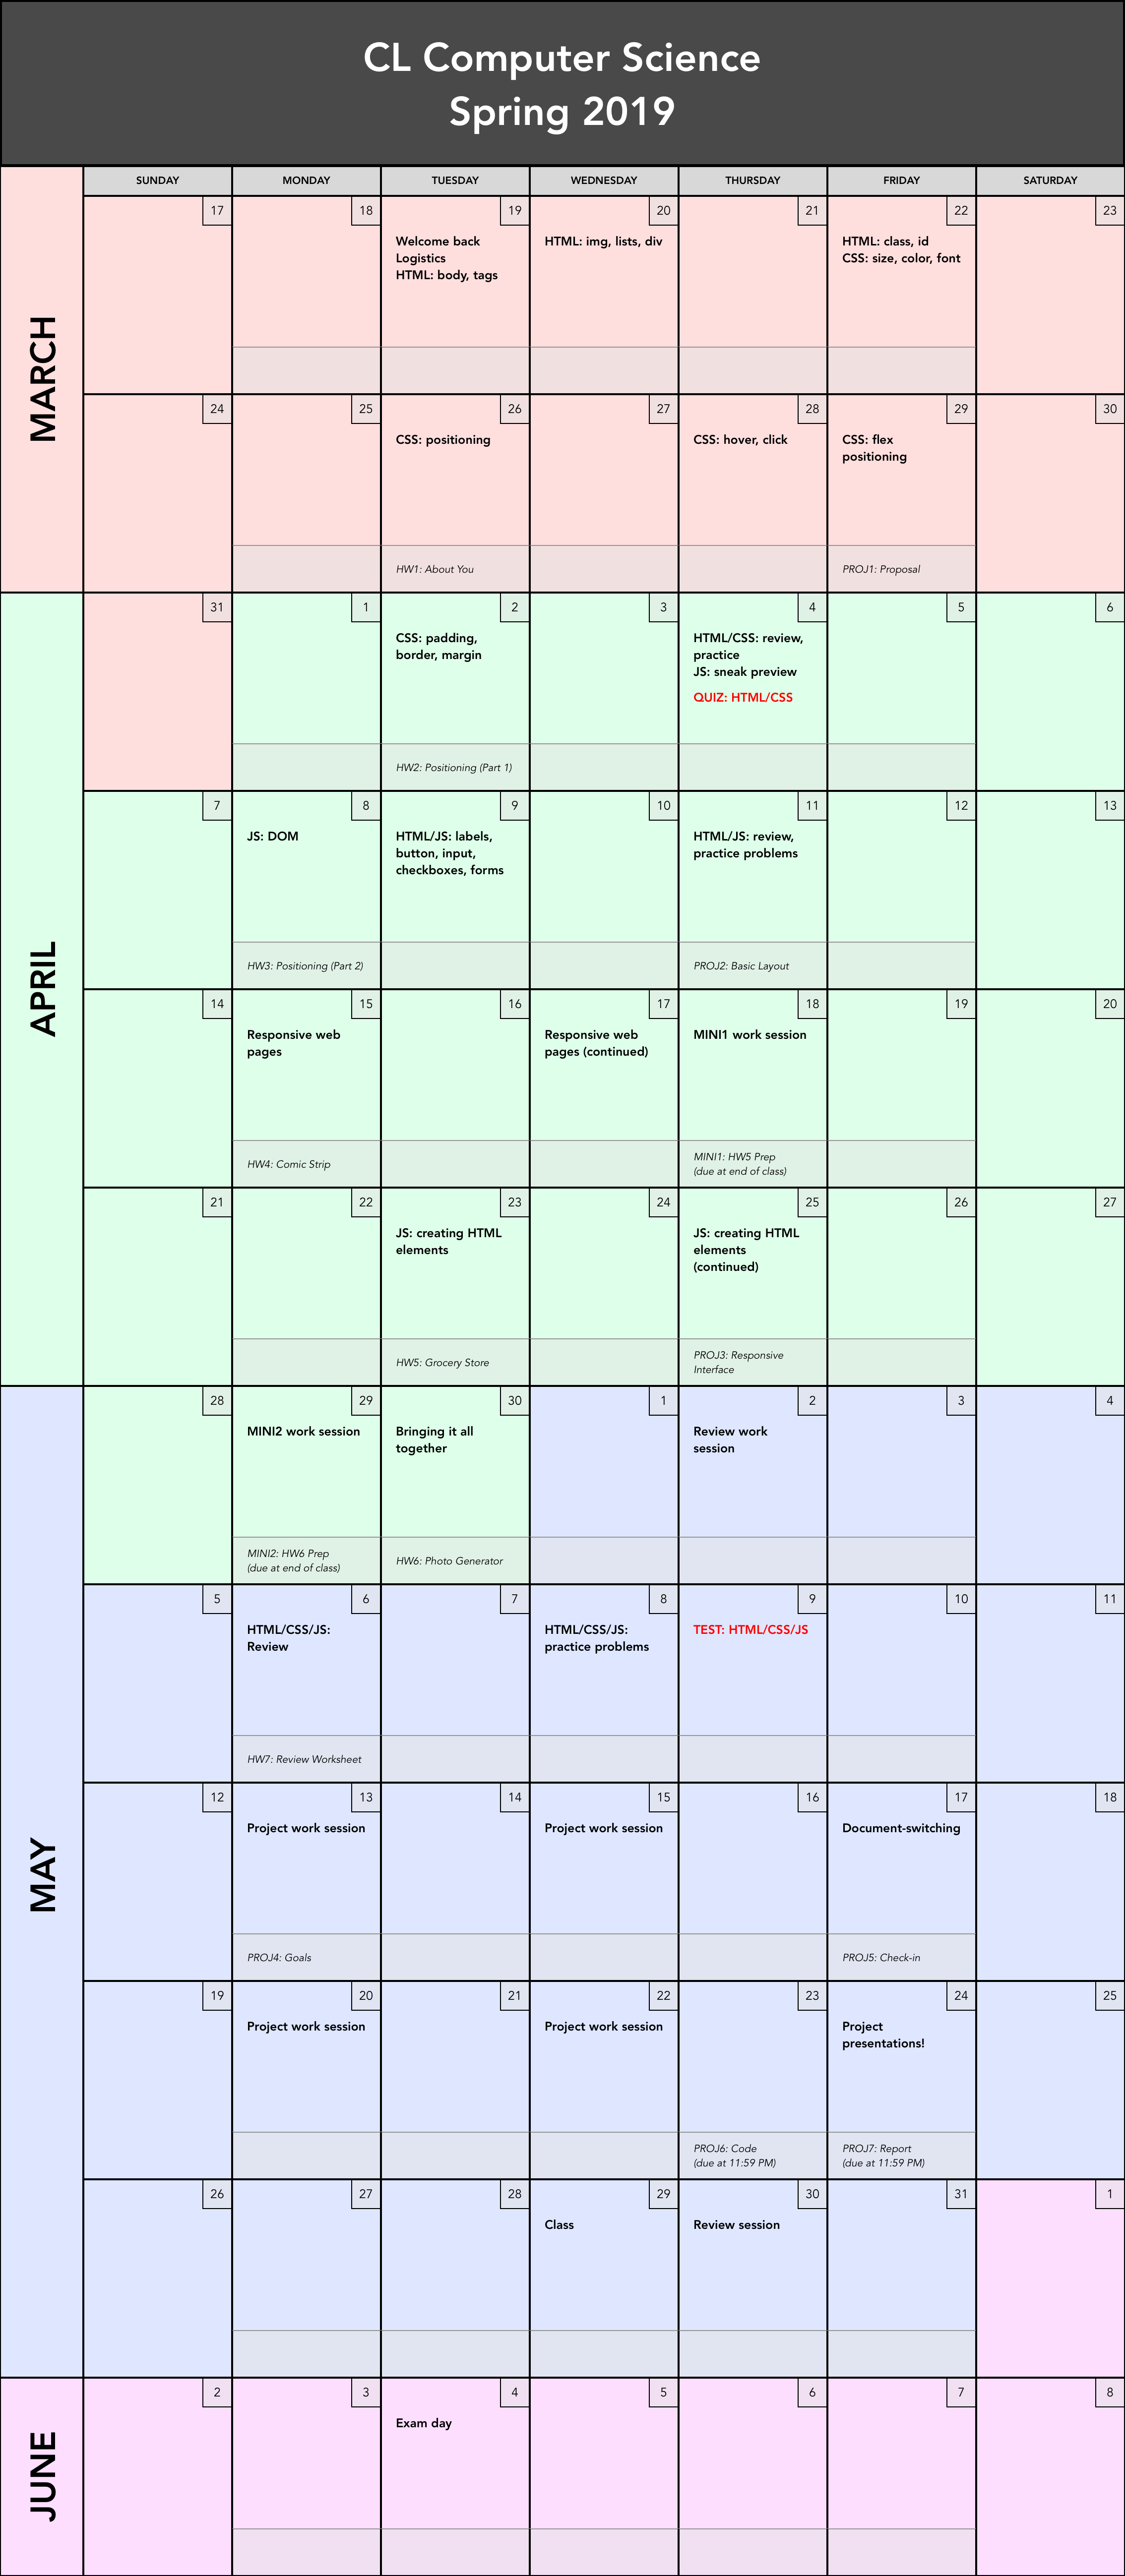 CL Computer Science
Spring 2019
SUNDAY
MONDAY
TUESDAY
WEDNESDAY
THURSDAY
FRIDAY
SATURDAY
MARCH
17
18
19
Welcome back
Logistics
HTML: body, tags
20
HTML: img, lists, div
21
22
HTML: class, id
CSS: size, color, font
23
24
25
26
CSS: positioning
HW1: About You
27
28
CSS: hover, click
29
CSS: flex
positioning
PROJ1: Proposal
30
APRIL
31
1
2
CSS: padding,
border, margin
HW2: Positioning (Part 1)
3
4
HTML/CSS: review,
practice
JS: sneak preview
QUIZ: HTML/CSS
5
6
7
8
JS: DOM
HW3: Positioning (Part 2)
9
HTML/JS: labels,
button, input,
checkboxes, forms
10
11
HTML/JS: review,
practice problems
PROJ2: Basic Layout
12
13
14
15
Responsive web
pages
HW4: Comic Strip
16
17
Responsive web
pages (continued)
18
MINI1 work session
MINI1: HW5 Prep
(due at end of class)
19
20
21
22
23
JS: creating HTML
elements
HW5: Grocery Store
24
25
JS: creating HTML
elements
(continued)
PROJ3: Responsive
Interface
26
27
MAY
28
29
MINI2 work session
MINI2: HW6 Prep
(due at end of class)
30
Bringing it all
together
HW6: Photo Generator
1
2
Review work
session
3
4
5
6
HTML/CSS/JS:
Review
HW7: Review Worksheet
7
8
HTML/CSS/JS:
practice problems
9
TEST: HTML/CSS/JS
10
11
12
13
Project work session
PROJ4: Goals
14
15
Project work session
16
17
Document-switching
PROJ5: Check-in
18
19
20
Project work session
21
22
Project work session
23
PROJ6: Code
(due at 11:59 PM)
24
Project
presentations!
PROJ7: Report
(due at 11:59 PM)
25
26
27
28
29
Class
30
Review session
31
1
JUNE
2
3
4
Exam day
5
6
7
8